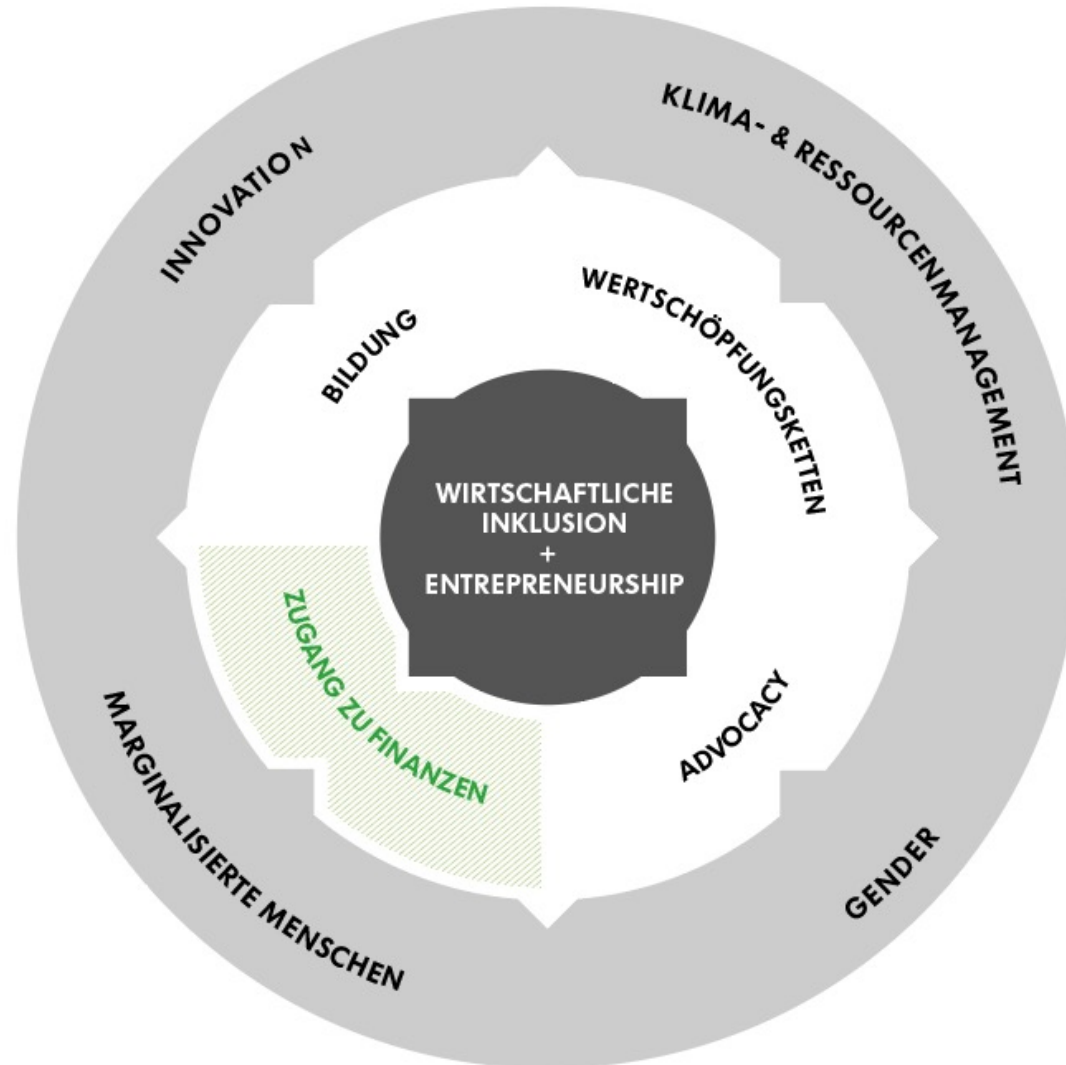 INNOVATION
KLIMA- & RESSOURCENMANAGEMENT
BILDUNG
WERTSCHÖPFUNGSKETTEN
WIRTSCHAFTLICHE
INKLUSION
+
ENTREPRENEURSHIP
ZUGANG ZU FINANZEN
ADVOCACY
MARGINALISIERTE MENSCHEN
GENDER